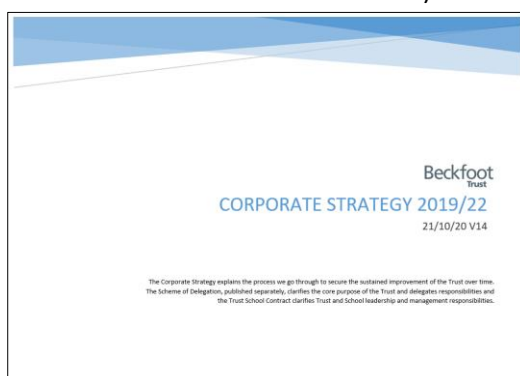 Beckfoot
Trust
CORPORATE STRATEGY 2019/22
21/10/20 V14
The Corporate Strategy explains the process we go through to secure the sustained improvement of the Trust over time.
The Scheme of Delegation, published separately, clarifies the core purpose of the Trust and delegates responsibilities and
the Trust School Contract clarifies Trust and School leadership and management responsibilities.